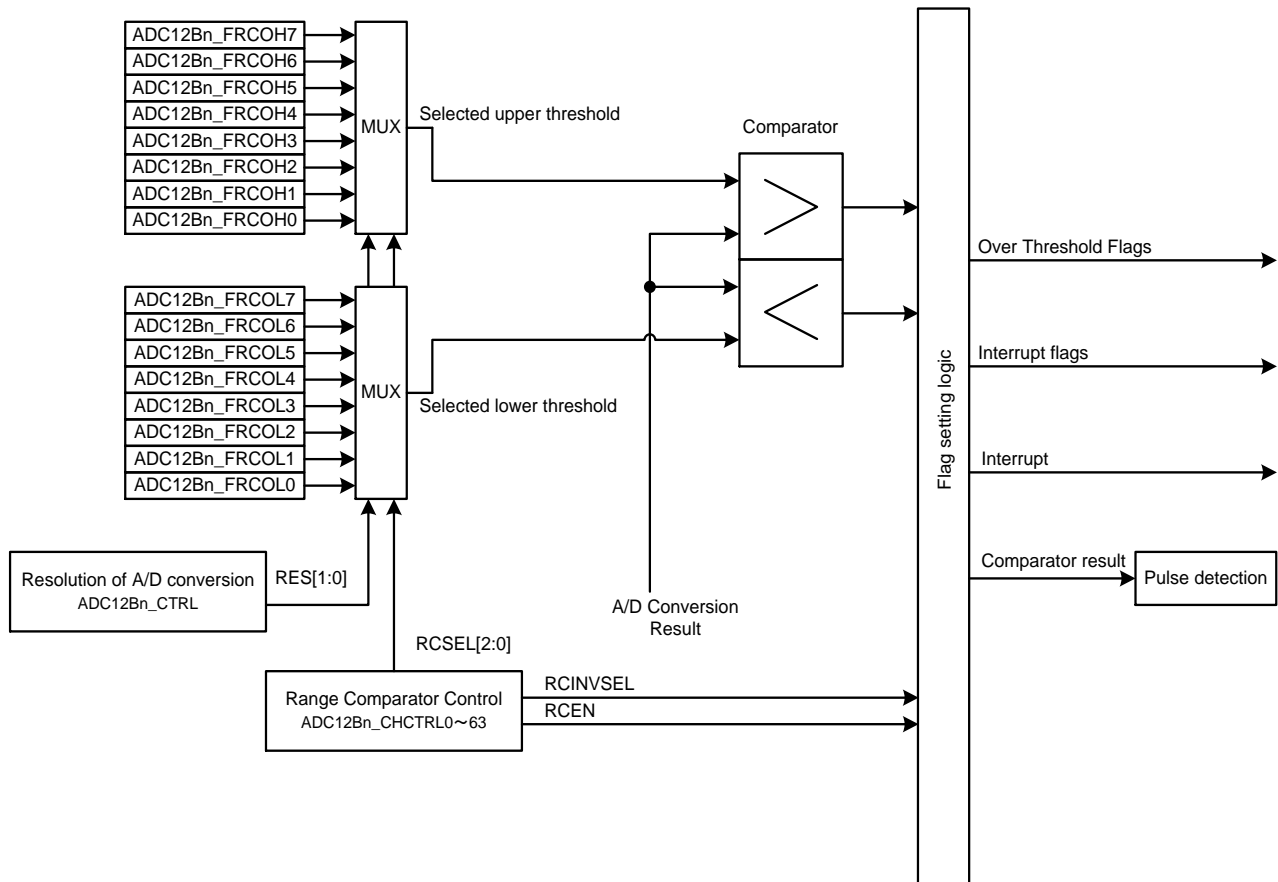 ADC12Bn_FRCOH7
ADC12Bn_FRCOH6
ADC12Bn_FRCOH5
ADC12Bn_FRCOH4
ADC12Bn_FRCOH3
ADC12Bn_FRCOH2
ADC12Bn_FRCOH1
ADC12Bn_FRCOH0
MUX
Selected upper threshold
Comparator
ADC12Bn_FRCOL7
ADC12Bn_FRCOL6
ADC12Bn_FRCOL5
ADC12Bn_FRCOL4
ADC12Bn_FRCOL3
ADC12Bn_FRCOL2
ADC12Bn_FRCOL1
ADC12Bn_FRCOL0
MUX
Selected lower threshold
Resolution of A/D conversion
ADC12Bn_CTRL
RES[1:0]
RCSEL[2:0]
A/D Conversion
Result
Range Comparator Control
ADC12Bn_CHCTRL0～63
RCINVSEL
RCEN
Flag setting logic
Over Threshold Flags
Interrupt flags
Interrupt
Comparator result
Pulse detection